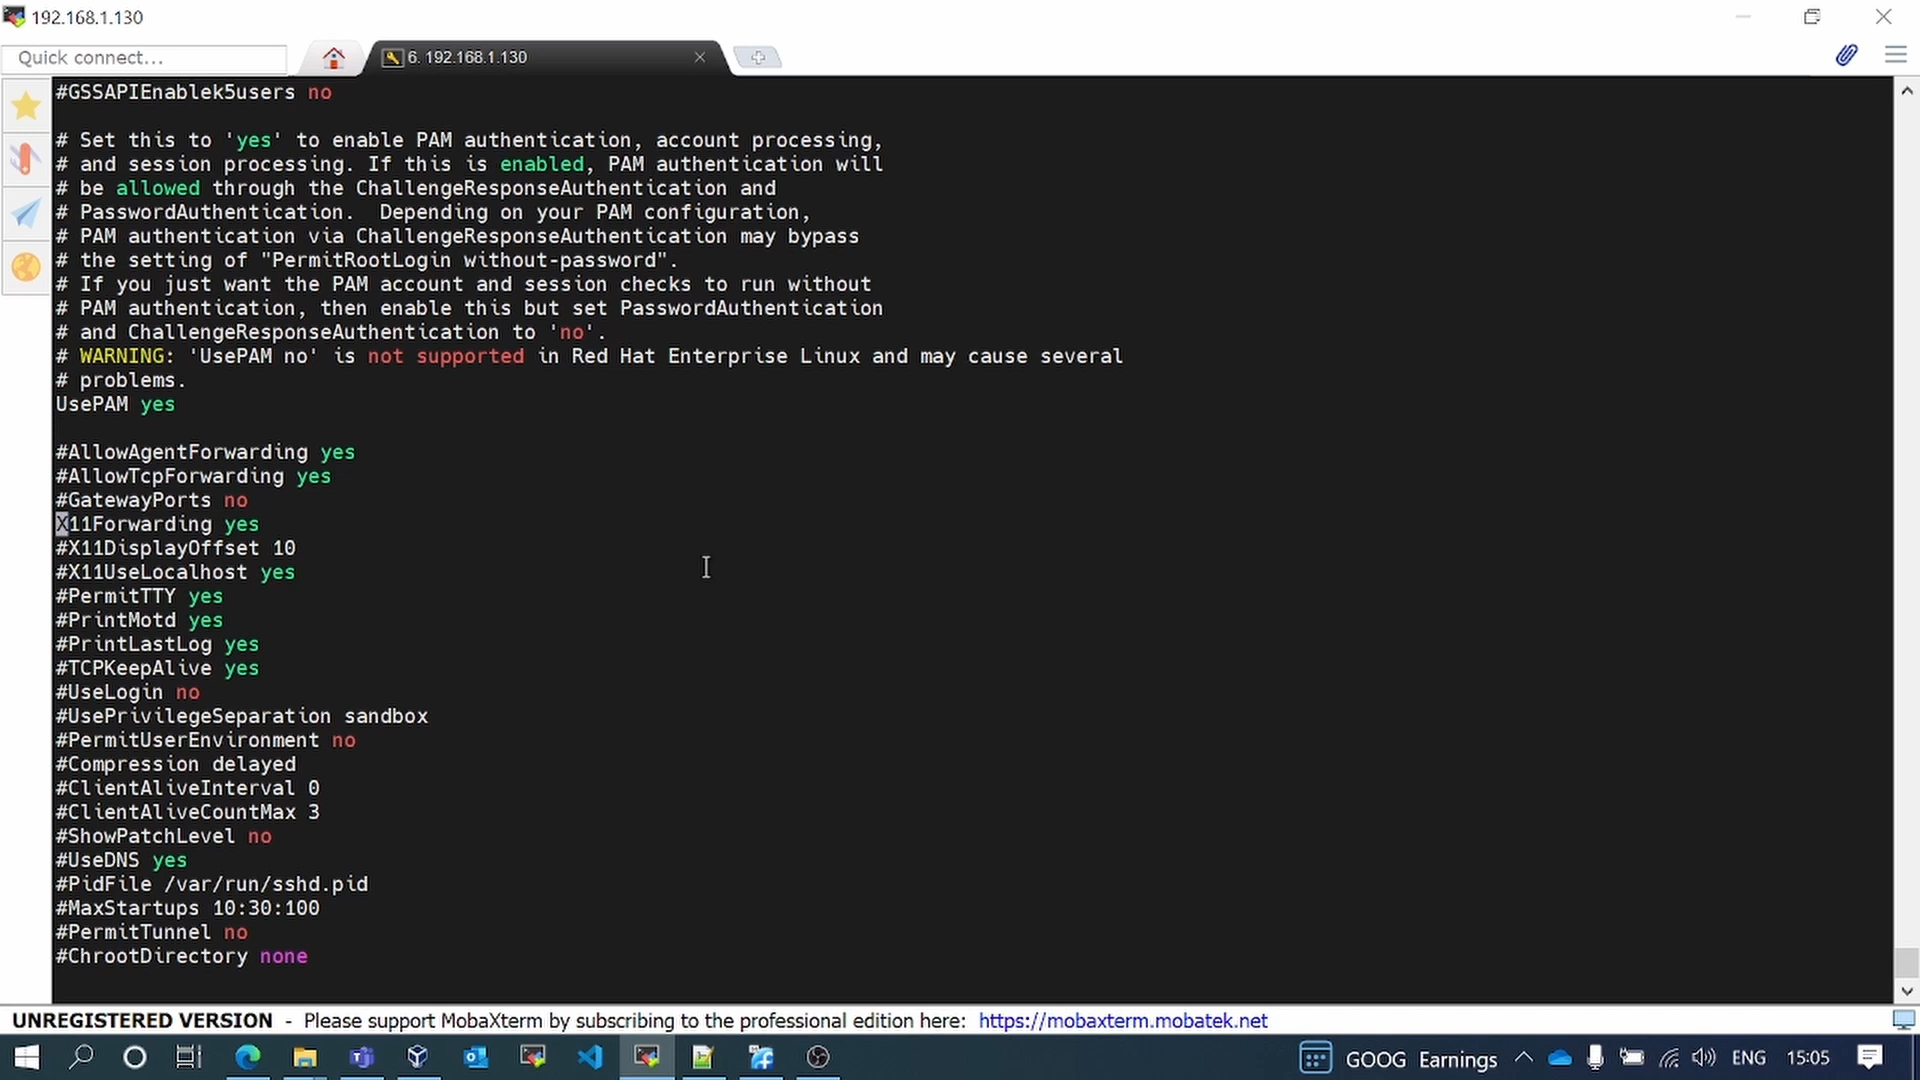 192.168.1.130
Quick connect...
6. 192.168.1.130
#GSSAPIEnablek5users no
# Set this to 'yes' to enable PAM authentication, account processing,
# and session processing. If this is enabled, PAM authentication will
# be allowed through the ChallengeResponseAuthentication and
# PasswordAuthentication.  Depending on your PAM configuration,
# PAM authentication via ChallengeResponseAuthentication may bypass
# the setting of "PermitRootLogin without-password".
# If you just want the PAM account and session checks to run without
# PAM authentication, then enable this but set PasswordAuthentication
# and ChallengeResponseAuthentication to 'no'.
# WARNING: 'UsePAM no' is not supported in Red Hat Enterprise Linux and may cause several
# problems.
UsePAM yes
#AllowAgentForwarding yes
#AllowTcpForwarding yes
#GatewayPorts no
X11Forwarding yes
#X11DisplayOffset 10
#X11UseLocalhost yes
#PermitTTY yes
#PrintMotd yes
#PrintLastLog yes
#TCPKeepAlive yes
#UseLogin no
#UsePrivilegeSeparation sandbox
#PermitUserEnvironment no
#Compression delayed
#ClientAliveInterval 0
#ClientAliveCountMax 3
#ShowPatchLevel no
#UseDNS yes
#PidFile /var/run/sshd.pid
#MaxStartups 10:30:100
#PermitTunnel no
#ChrootDirectory none
UNREGISTERED VERSION - Please support MobaXterm by subscribing to the professional edition here: https://mobaxterm.mobatek.net
GOOG Earnings ENG 15:05